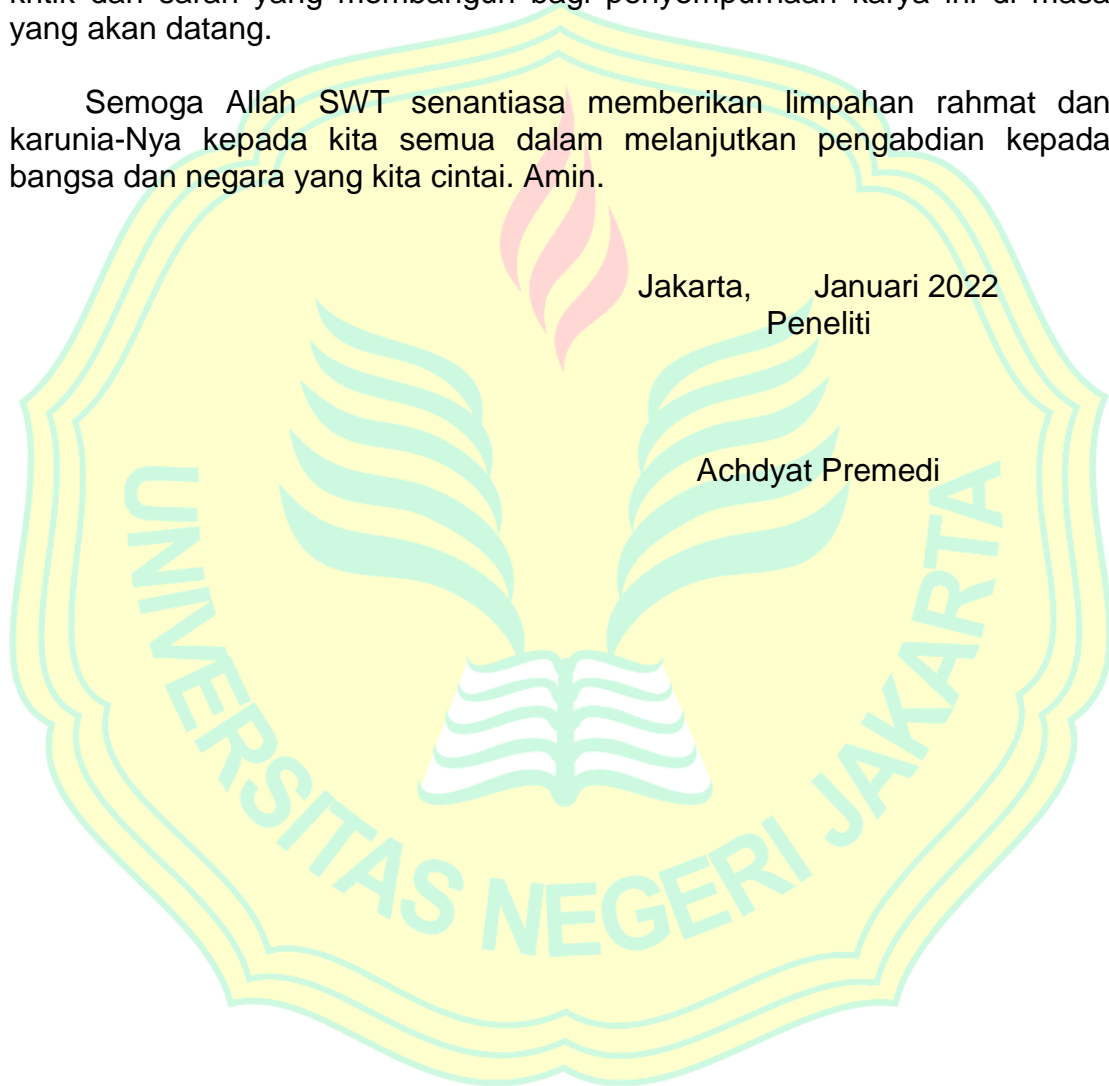 kritik dan saran yang membangun bagi penyempurnaan karya ini di masa
yang akan datang.
Semoga Allah SWT senantiasa memberikan limpahan rahmat dan
karunia-Nya kepada kita semua dalam melanjutkan pengabdian kepada
bangsa dan negara yang kita cintai. Amin.
Jakarta, Januari 2022
Peneliti
Achdyat Premedi
UNIVERSITAS NEGERI JAKARTA